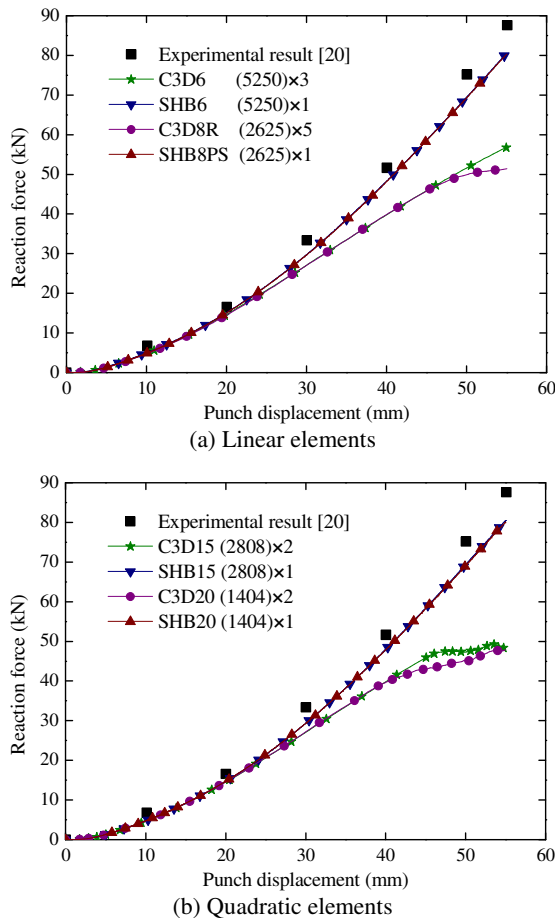 90
80
70
60
50
40
30
20
10
0
Reaction force (kN)
Experimental result [20]
C3D6 (5250)×3
SHB6 (5250)×1
C3D8R (2625)×5
SHB8PS (2625)×1
0 10 20 30 40 50 60
Punch displacement (mm)
(a) Linear elements
90
80
70
60
50
40
30
20
10
0
Reaction force (kN)
Experimental result [20]
C3D15 (2808)×2
SHB15 (2808)×1
C3D20 (1404)×2
SHB20 (1404)×1
0 10 20 30 40 50 60
Punch displacement (mm)
(b) Quadratic elements